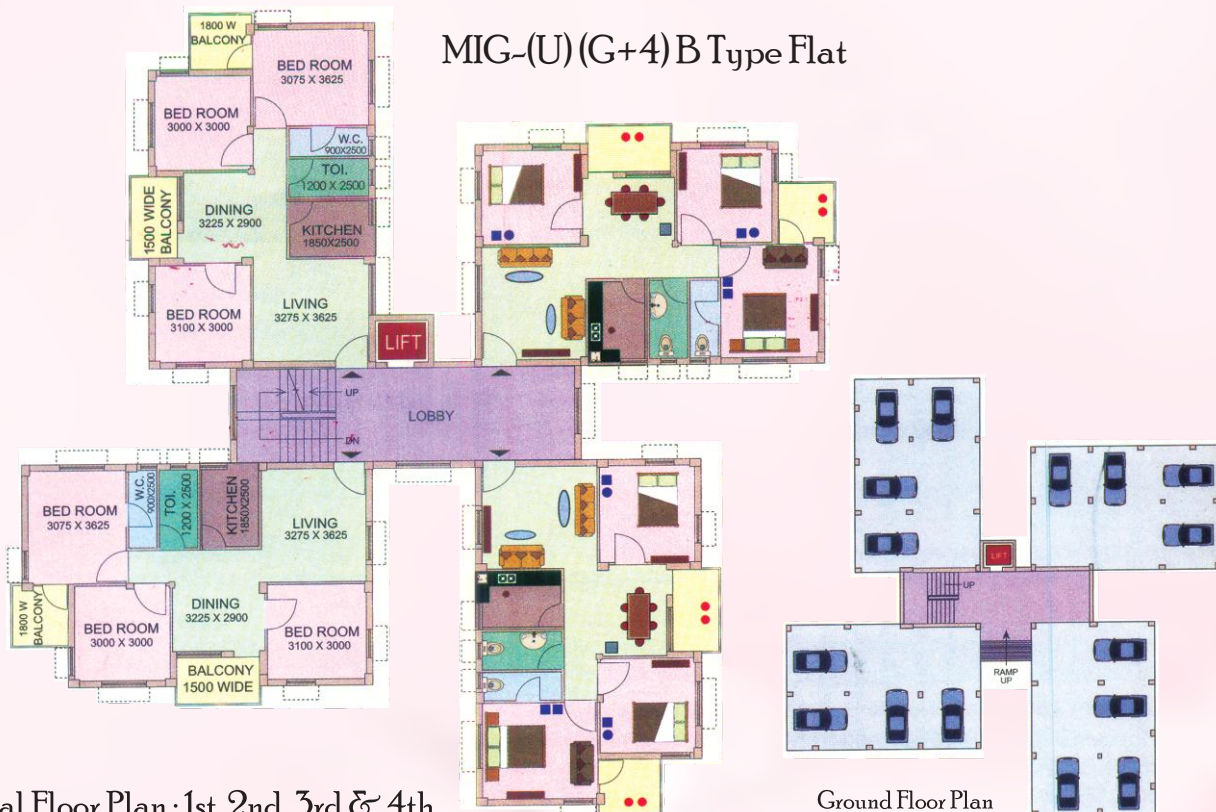 MIG-(U) (G+4) B Type Flat
1800 W
BALCONY
BED ROOM
3075 X 3625
BED ROOM
3000 X 3000
W.C.
900X2500
TOI.
1200 X 2500
1500 WIDE
BALCONY
DINING
3225 X 2900
KITCHEN
1850X2500
BED ROOM
3100 X 3000
LIVING
3275 X 3625
LIFT
UP
LOBBY
DN
BED ROOM
3075 X 3625
W.C.
900X2500
TOI.
1200 X 2500
KITCHEN
1850X2500
LIVING
3275 X 3625
1800 W
BALCONY
BED ROOM
3000 X 3000
DINING
3225 X 2900
BED ROOM
3100 X 3000
BALCONY
1500 WIDE
LIFT
UP
RAMP
UP
al Floor Plan : 1st, 2nd, 3rd & 4th
Ground Floor Plan